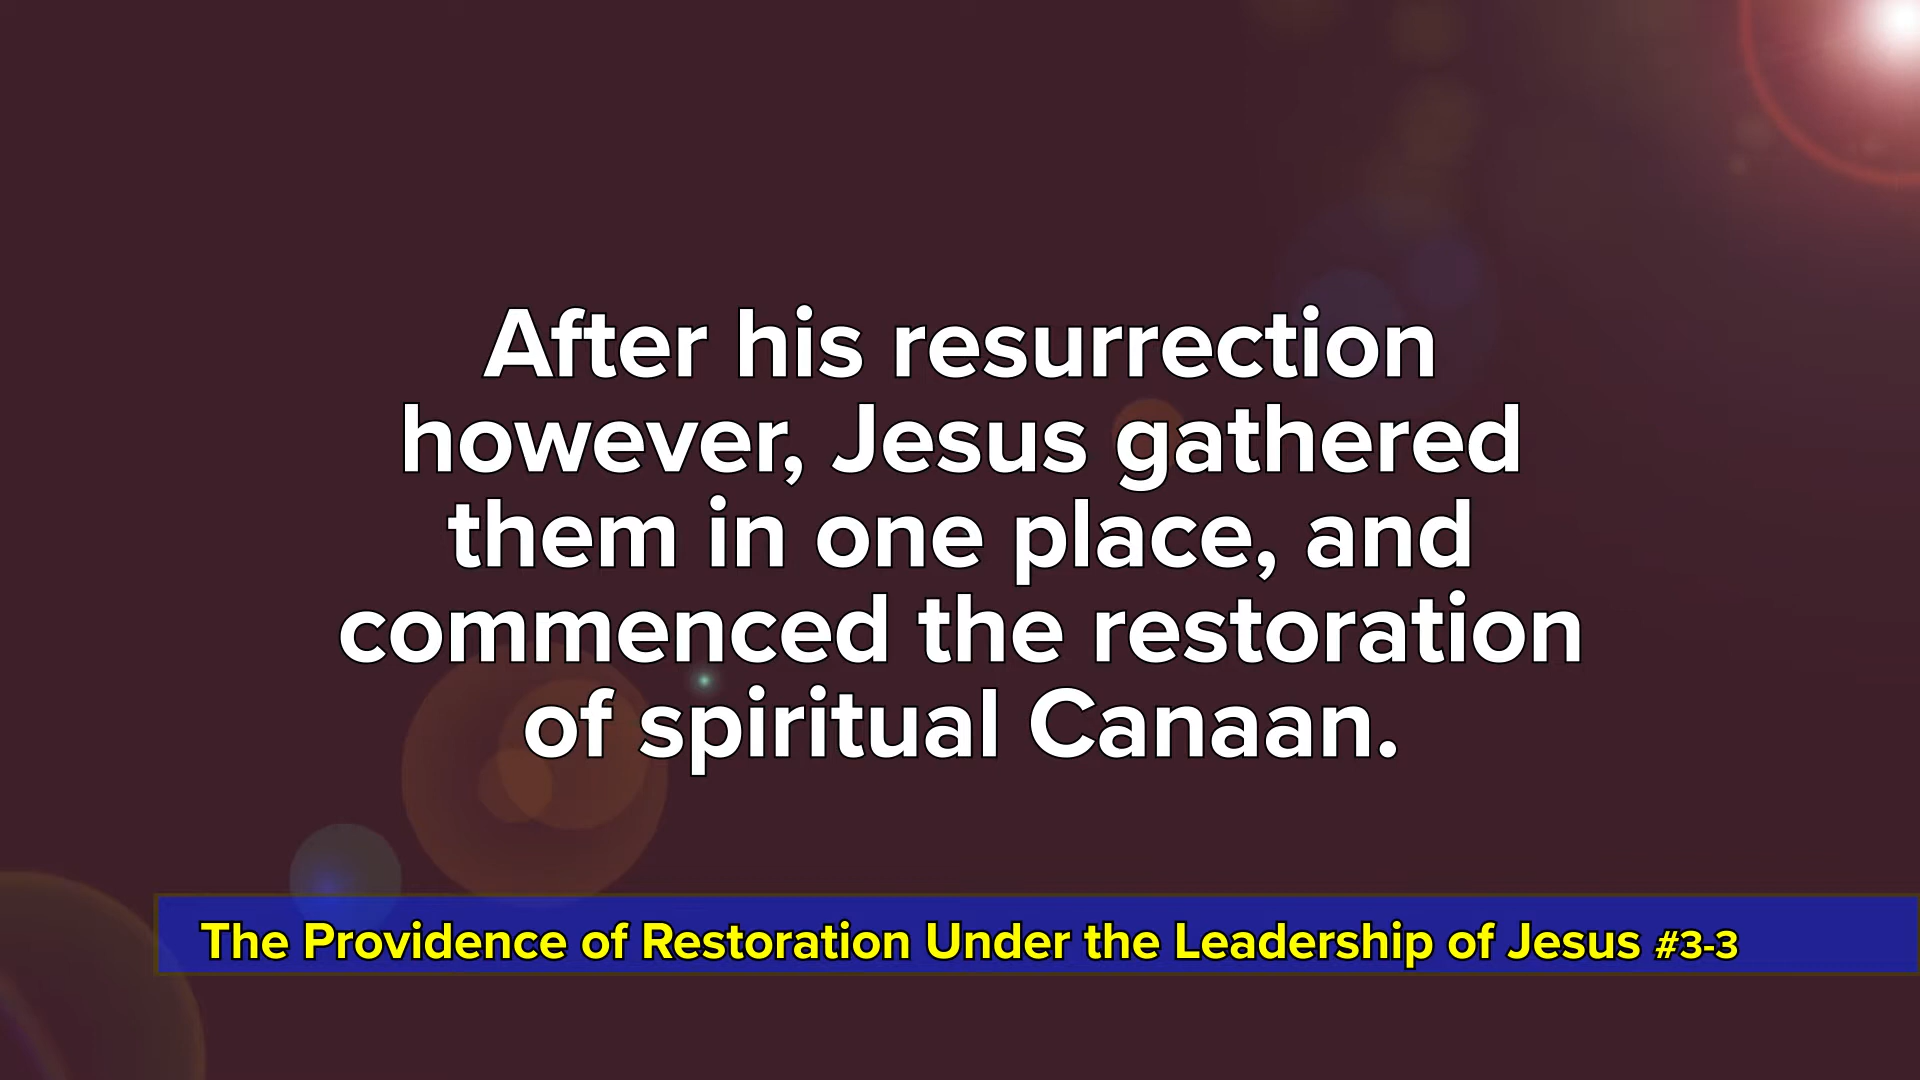 After his resurrection
however, Jesus gathered
them in one place, and
commenced the restoration
of spiritual Canaan.
The Providence of Restoration Under the Leadership of Jesus #3-3